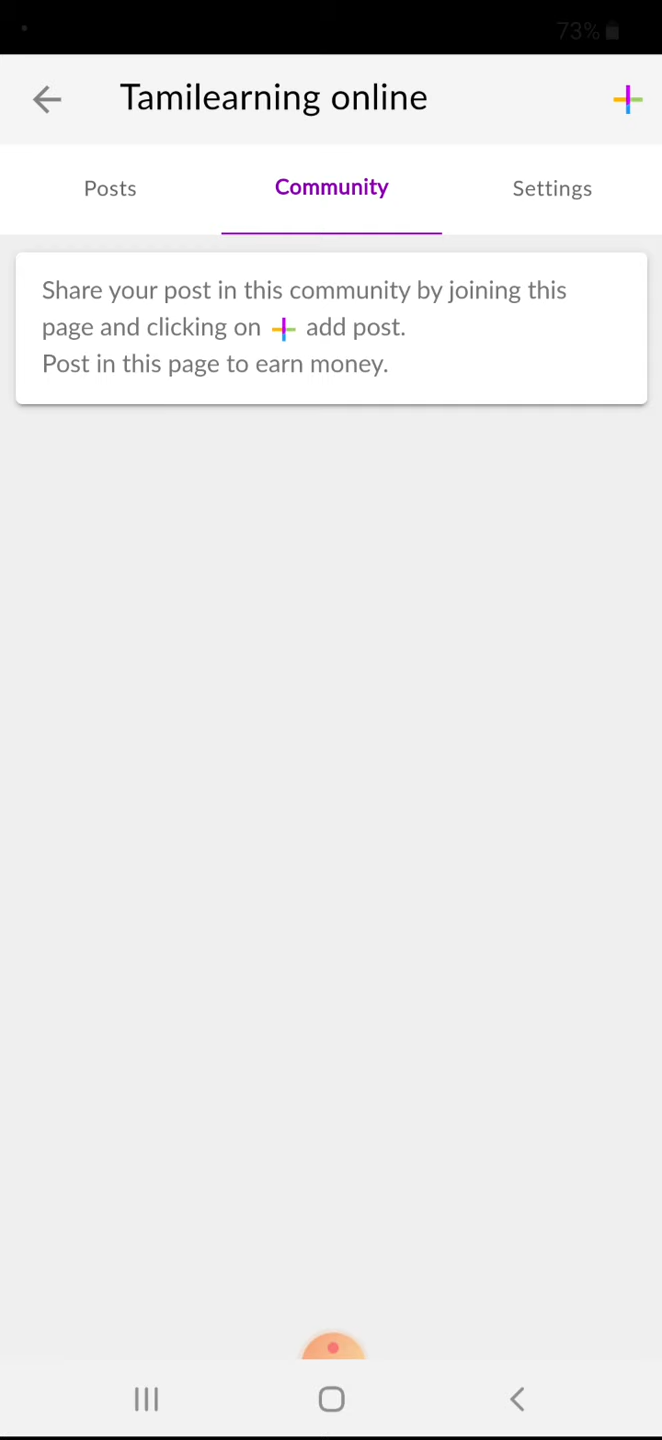 73%
Tamilearning online
Posts
Community
Settings
Share your post in this community by joining this
page and clicking on add post.
Post in this page to earn money.